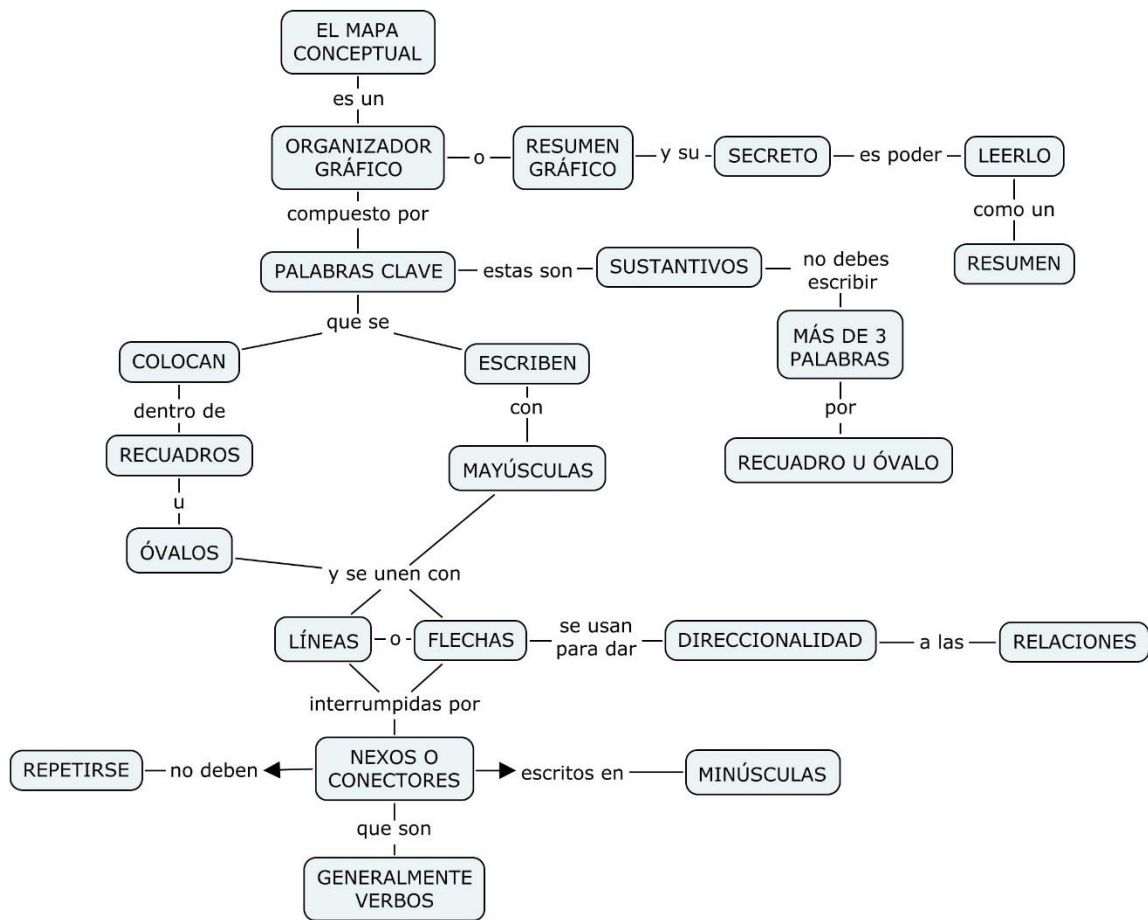 EL MAPA
CONCEPTUAL
es un
ORGANIZADOR
GRÁFICO
o
RESUMEN
GRÁFICO
y su
SECRETO
es poder
LEERLO
como un
RESUMEN
compuesto por
PALABRAS CLAVE
estas son
SUSTANTIVOS
no debes
escribir
MÁS DE 3
PALABRAS
por
RECUADRO U ÓVALO
que se
COLOCAN
dentro de
RECUADROS
u
ÓVALOS
ESCRIBEN
con
MAYÚSCULAS
y se unen con
LÍNEAS
o
FLECHAS
se usan
para dar
DIRECCIONALIDAD
a las
RELACIONES
interrumpidas por
NEXOS O
CONECTORES
no deben
REPETIRSE
escritos en
MINÚSCULAS
que son
GENERALMENTE
VERBOS